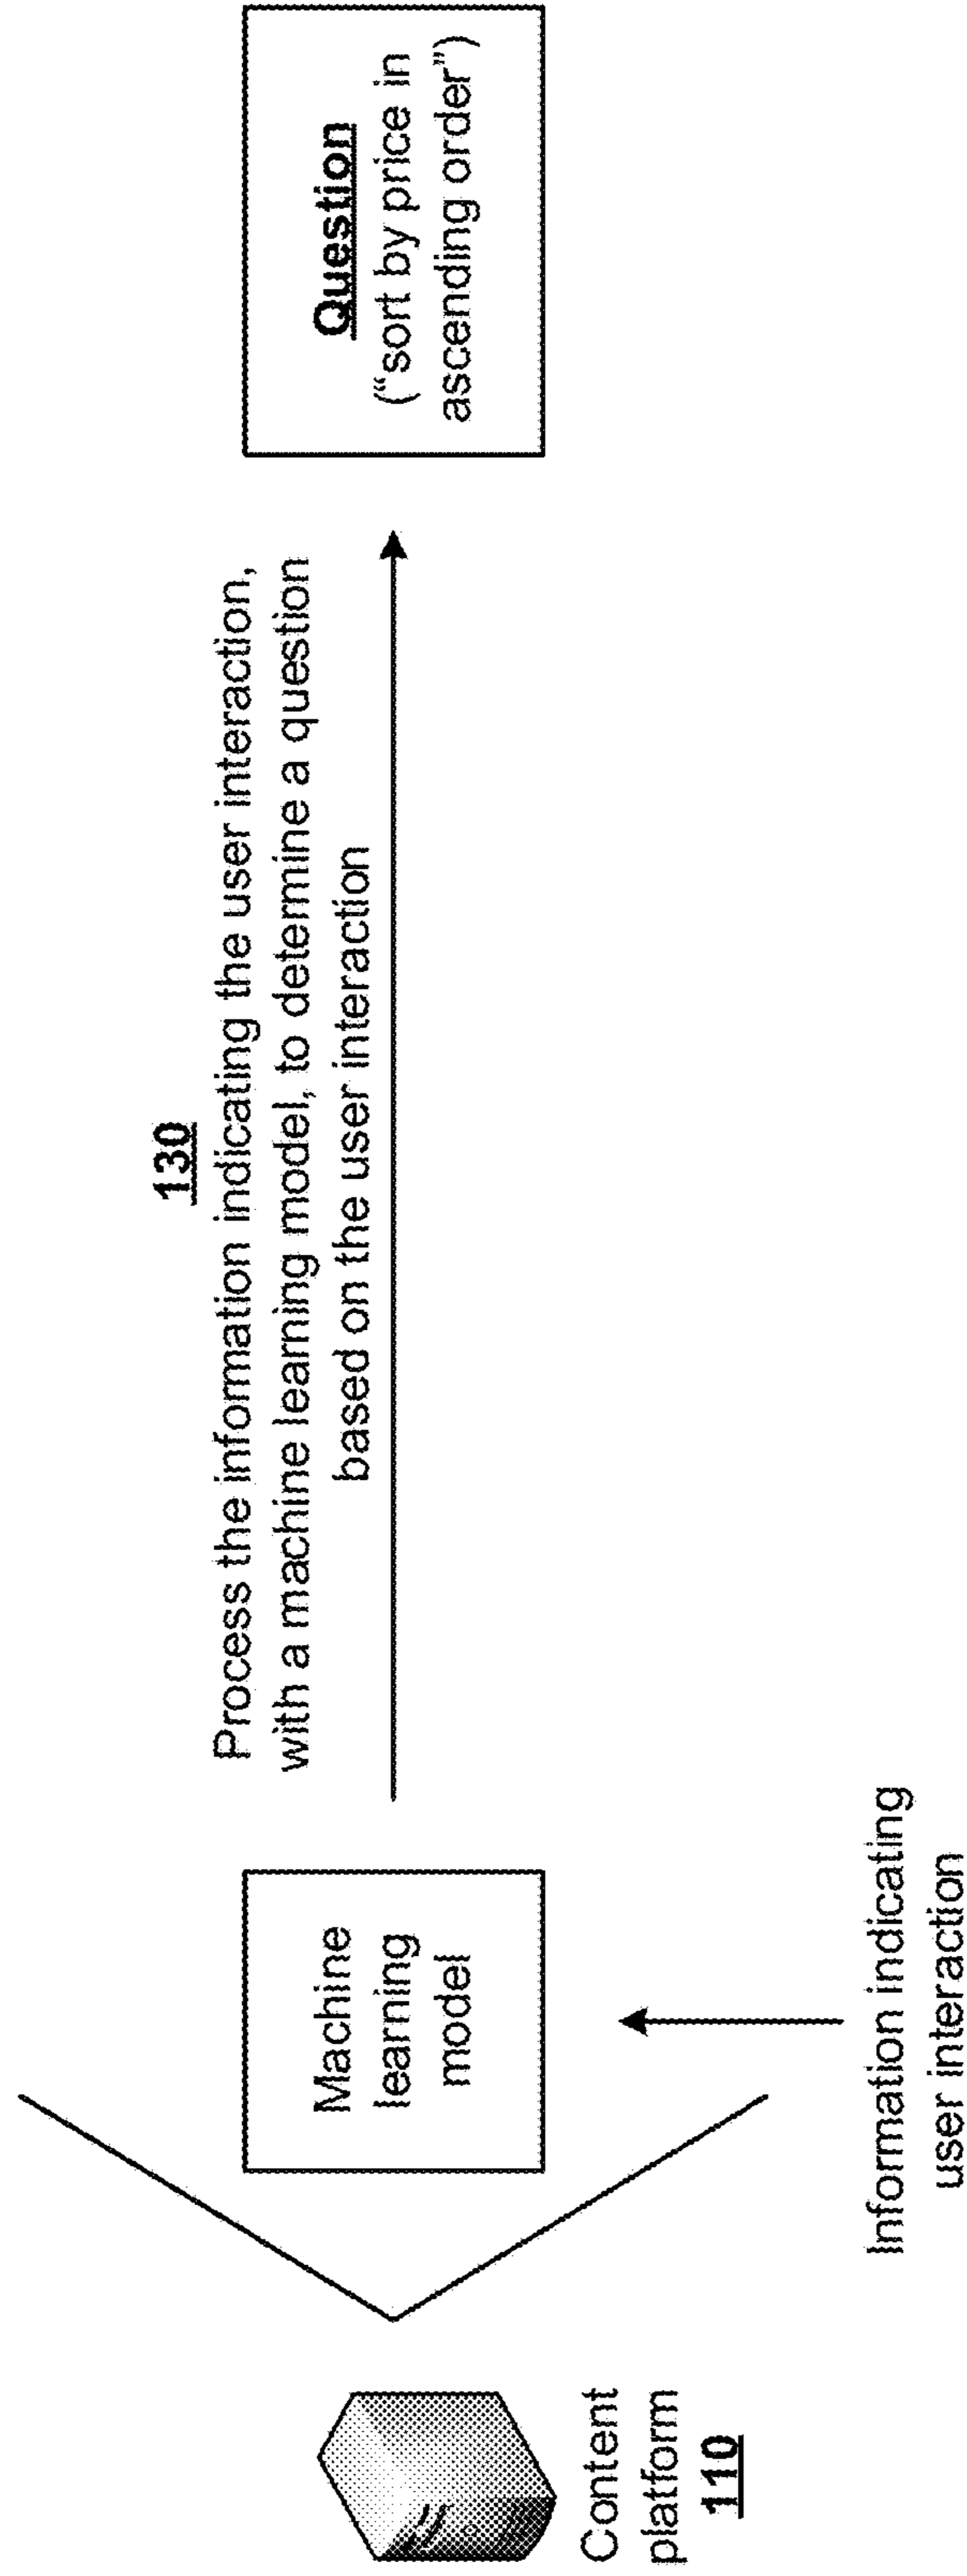 130
Process the information indicating the user interaction,
with a machine learning model, to determine a question
based on the user interaction
Content
platform
110
Machine
learning
model
Question
("sort by price in
ascending order")
Information indicating
user interaction